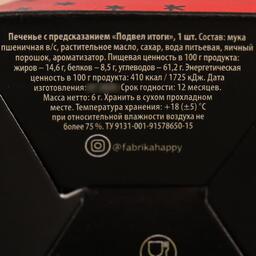 Печенье с предсказанием «Подвел итоги», 1 шт. Состав: мука
пшеничная в/с, растительное масло, сахар, вода питьевая, яичный
порошок, ароматизатор. Пищевая ценность в 100 г продукта:
жиров – 14,6 г, белков – 8,5 г, углеводов – 61,2 г. Энергетическая
ценность в 100 г продукта: 410 ккал / 1725 кДж. Дата
изготовления: Срок годности: 12 месяцев.
Масса нетто: 6 г. Хранить в сухом прохладном
месте. Температура хранения: +18 (±5) °С
при относительной влажности воздуха не
более 75 %. ТУ 9131-001-91578650-15
@fabrikahappy